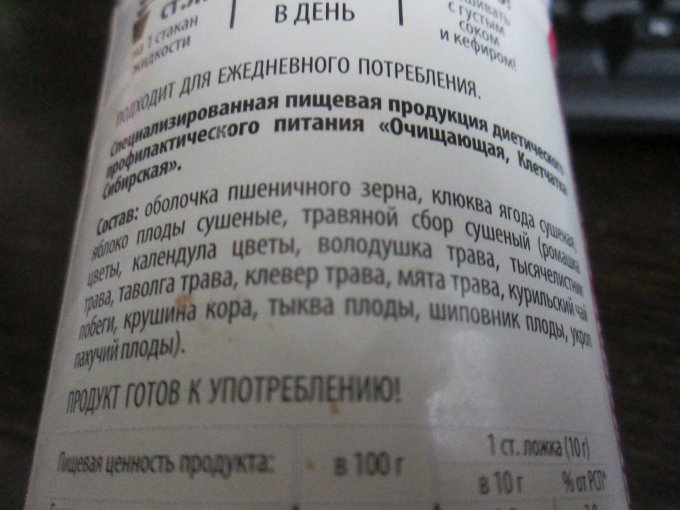 СТ.Л
на 1 стакан
жидкости
В ДЕНЬ
с густым
соком
и кефиром!
ПОДХОДИТ ДЛЯ ЕЖЕДНЕВНОГО ПОТРЕБЛЕНИЯ.
Специализированная пищевая продукция диетического
профилактического питания «Очищающая, Клетчатка
Сибирская».
Состав: оболочка пшеничного зерна, клюква ягода сушеная,
яблоко плоды сушеные, травяной сбор сушеный (ромашка
цветы, календула цветы, володушка трава, тысячелистник
трава, таволга трава, клевер трава, мята трава, курильский чай
побеги, крушина кора, тыква плоды, шиповник плоды, укроп
пахучий плоды).
ПРОДУКТ ГОТОВ К УПОТРЕБЛЕНИЮ!
Пищевая ценность продукта:
в 100 г
1 ст. ложка (10 г)
в 10 г
% от РСП*